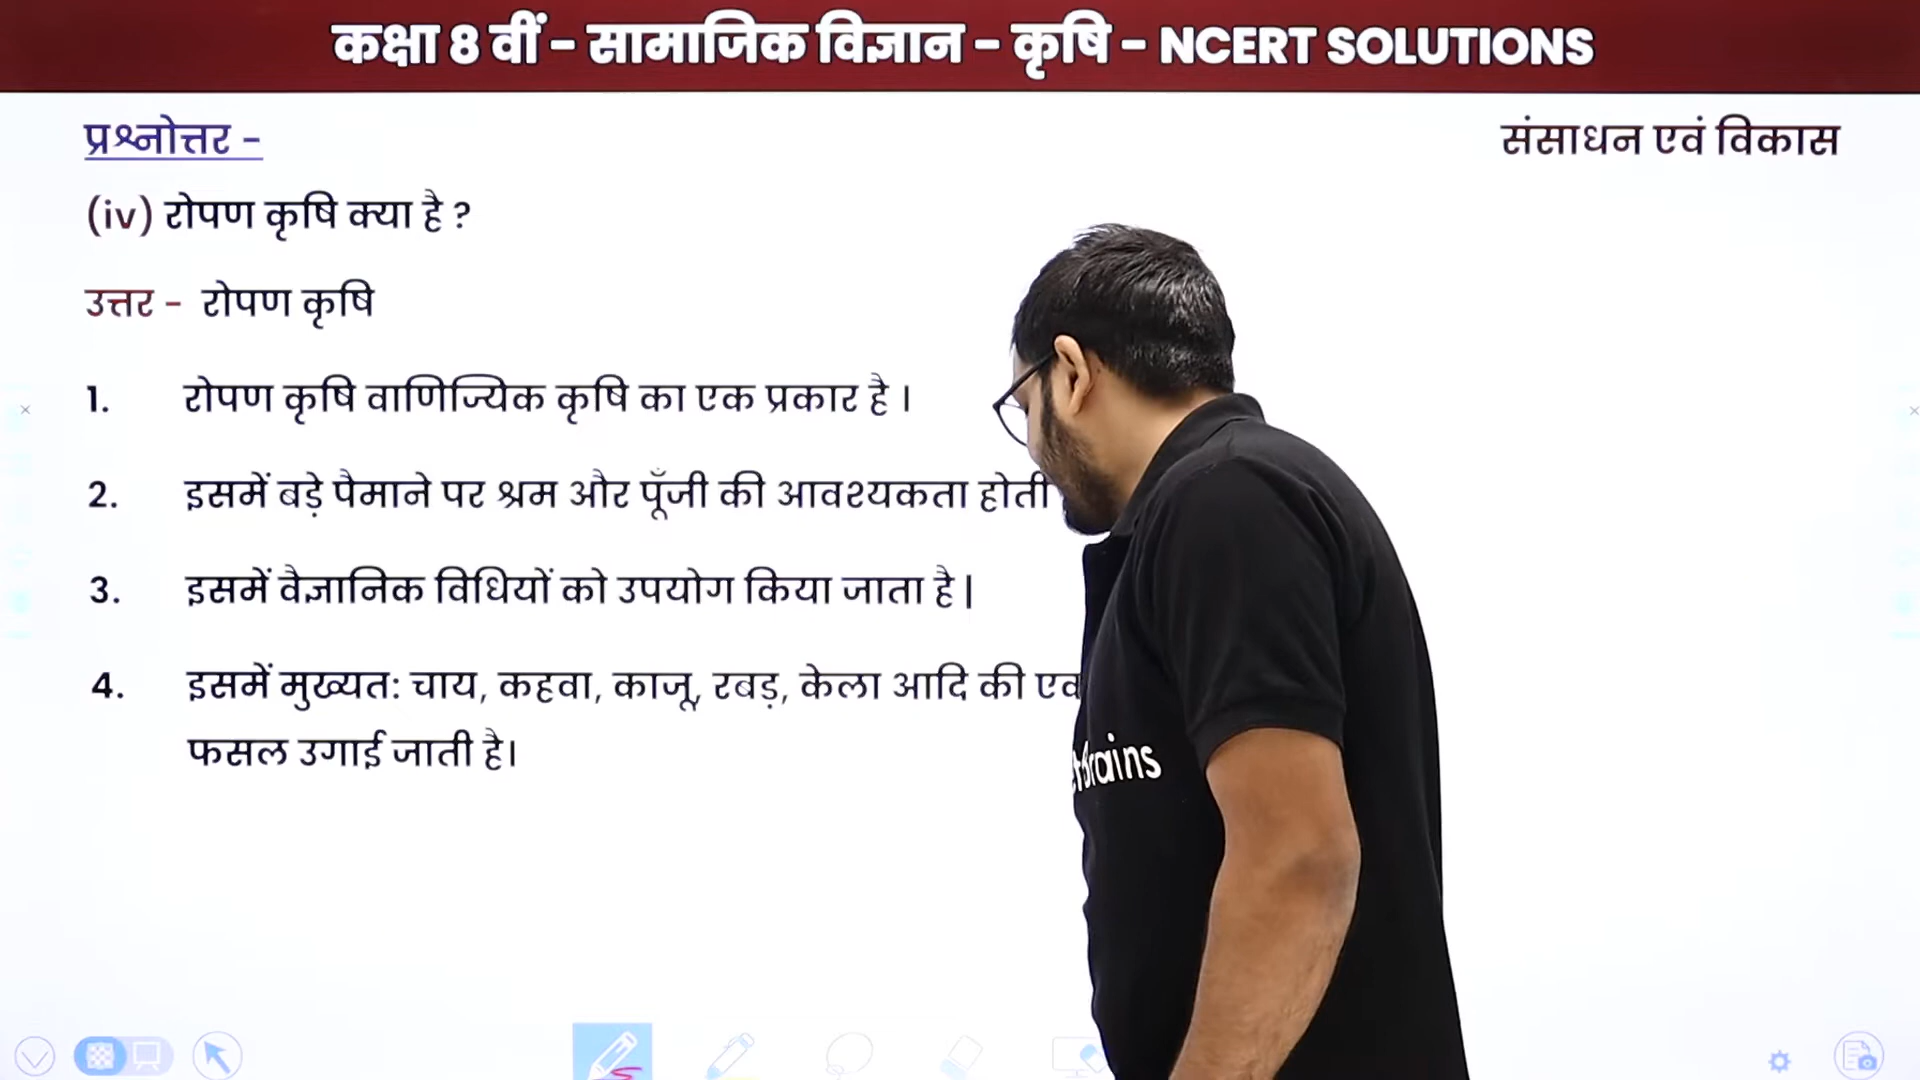 कक्षा 8 वीं - सामाजिक विज्ञान - कृषि - NCERT SOLUTIONS
प्रश्नोत्तर -
संसाधन एवं विकास
(iv) रोपण कृषि क्या है ?
उत्तर - रोपण कृषि
1. रोपण कृषि वाणिज्यिक कृषि का एक प्रकार है ।
2. इसमें बड़े पैमाने पर श्रम और पूँजी की आवश्यकता होती
3. इसमें वैज्ञानिक विधियों को उपयोग किया जाता है |
4. इसमें मुख्यत: चाय, कहवा, काजू, रबड़, केला आदि की
फसल उगाई जाती है।